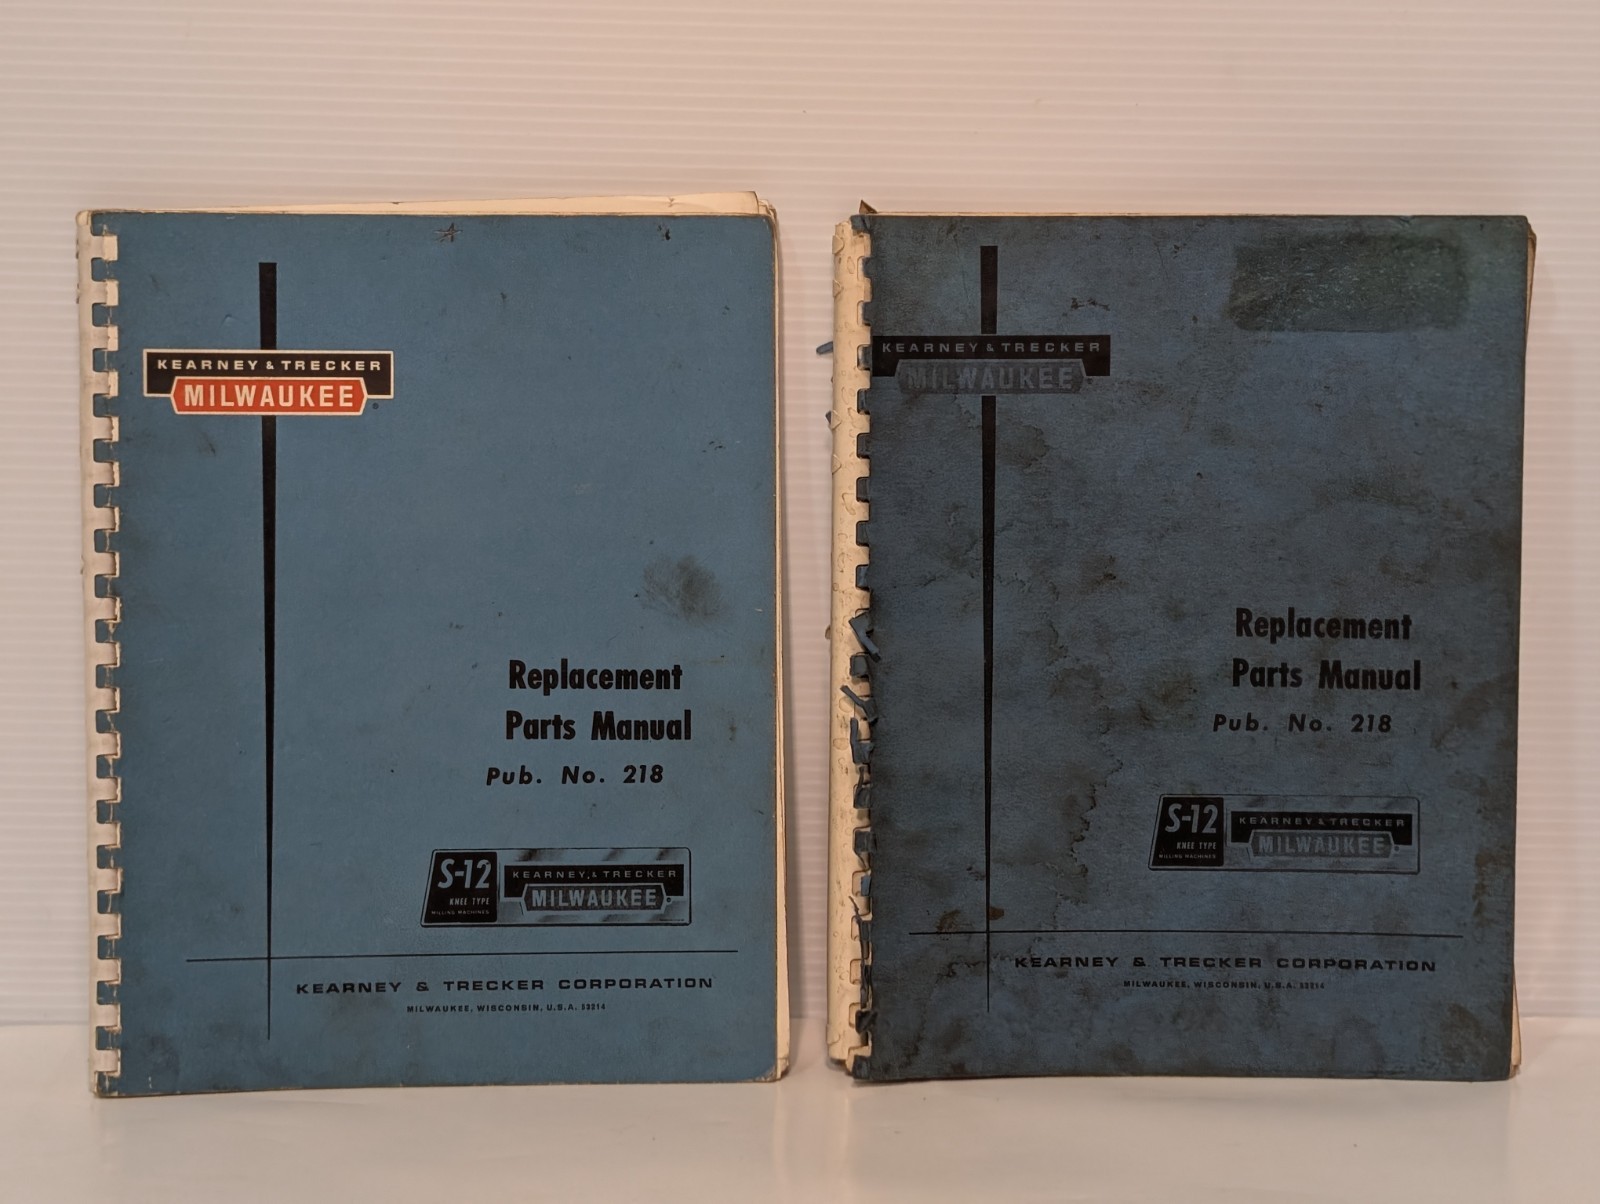 KEARNEY & TRECKER
MILWAUKEE
Replacement
Parts Manual
Pub. No. 218
S-12
KNEE TYPE
MILLING MACHINES
KEARNEY & TRECKER
MILWAUKEE
KEARNEY & TRECKER CORPORATION
MILWAUKEE, WISCONSIN, U.S.A. 53214
KEARNEY & TRECKER
MILWAUKEE
Replacement
Parts Manual
Pub. No. 218
S-12
KNEE TYPE
MILLING MACHINES
KEARNEY & TRECKER
MILWAUKEE
KEARNEY & TRECKER CORPORATION
MILWAUKEE, WISCONSIN, U.S.A. 53214